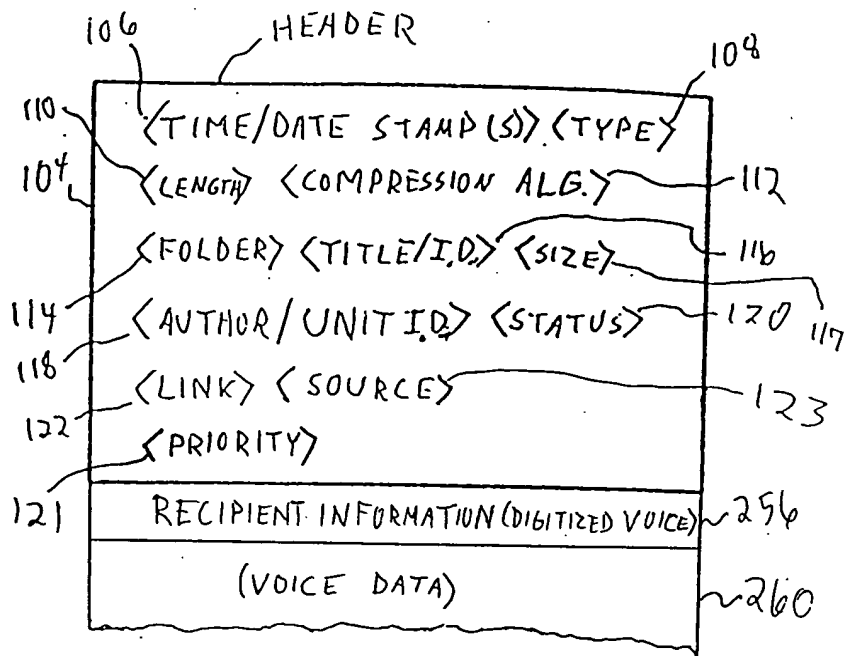 106 HEADER 108
<TIME/DATE STAMP(S)> <TYPE>
110
104 <LENGTH> <COMPRESSION ALG.> 112
<FOLDER> <TITLE/I.D.> <SIZE> 116
114 <AUTHOR/UNIT I.D.> <STATUS> 120 117
118
<LINK> <SOURCE> 123
122
<PRIORITY>
121 RECIPIENT INFORMATION (DIGITIZED VOICE) 256
(VOICE DATA) 260